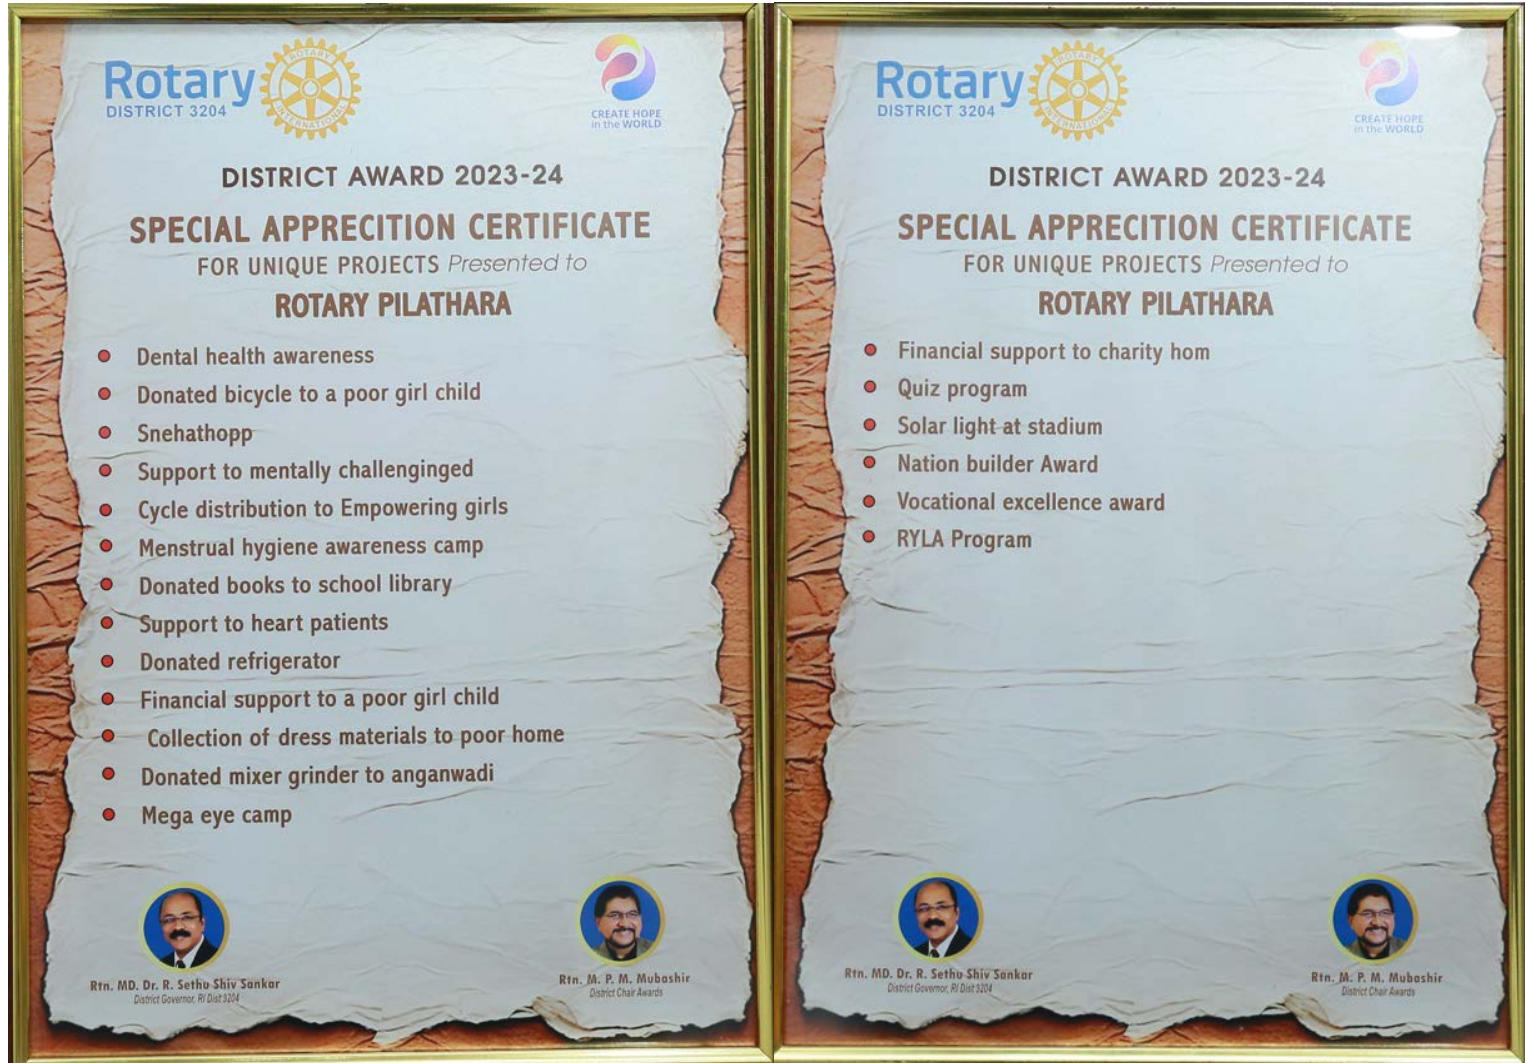 Rotary
DISTRICT 3204
ROTARY
INTERNATIONAL
CREATE HOPE
in the WORLD
DISTRICT AWARD 2023-24
SPECIAL APPRECITION CERTIFICATE
FOR UNIQUE PROJECTS Presented to
ROTARY PILATHARA
Dental health awareness
Donated bicycle to a poor girl child
Snehathopp
Support to mentally challenginged
Cycle distribution to Empowering girls
Menstrual hygiene awareness camp
Donated books to school library
Support to heart patients
Donated refrigerator
Financial support to a poor girl child
Collection of dress materials to poor home
Donated mixer grinder to anganwadi
Mega eye camp
Rtn. MD. Dr. R. Sethu Shiv Sankar
District Governor, RI Dist 3204
Rtn. M. P. M. Mubashir
District Chair Awards
Rotary
DISTRICT 3204
ROTARY
INTERNATIONAL
CREATE HOPE
in the WORLD
DISTRICT AWARD 2023-24
SPECIAL APPRECITION CERTIFICATE
FOR UNIQUE PROJECTS Presented to
ROTARY PILATHARA
Financial support to charity hom
Quiz program
Solar light at stadium
Nation builder Award
Vocational excellence award
RYLA Program
Rtn. MD. Dr. R. Sethu Shiv Sankar
District Governor, RI Dist 3204
Rtn. M. P. M. Mubashir
District Chair Awards